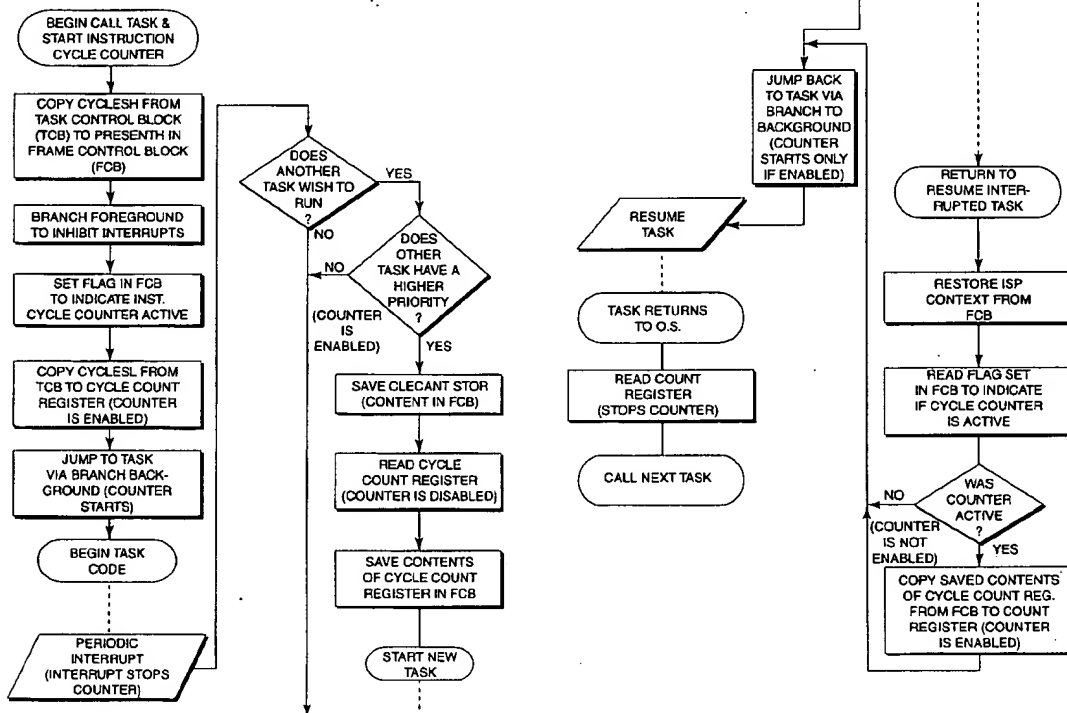 BEGIN CALL TASK &
START INSTRUCTION
CYCLE COUNTER
COPY CYCLESH FROM
TASK CONTROL BLOCK
(TCB) TO PRESENTH IN
FRAME CONTROL BLOCK
(FCB)
BRANCH FOREGROUND
TO INHIBIT INTERRUPTS
SET FLAG IN FCB
TO INDICATE INST.
CYCLE COUNTER ACTIVE
COPY CYCLESL FROM
TCB TO CYCLE COUNT
REGISTER (COUNTER
IS ENABLED)
JUMP TO TASK
VIA BRANCH BACK-
GROUND (COUNTER
STARTS)
BEGIN TASK
CODE
PERIODIC
INTERRUPT
(INTERRUPT STOPS
COUNTER)
DOES
ANOTHER
TASK WISH TO
RUN
?
YES
NO
DOES
OTHER
TASK HAVE A
HIGHER
PRIORITY
?
NO
(COUNTER
IS
ENABLED)
YES
SAVE CLECANT STOR
(CONTENT IN FCB)
READ CYCLE
COUNT REGISTER
(COUNTER IS DISABLED)
SAVE CONTENTS
OF CYCLE COUNT
REGISTER IN FCB
START NEW
TASK
JUMP BACK
TO TASK VIA
BRANCH TO
BACKGROUND
(COUNTER
STARTS ONLY
IF ENABLED)
RESUME
TASK
TASK RETURNS
TO O.S.
READ COUNT
REGISTER
(STOPS COUNTER)
CALL NEXT TASK
RETURN TO
RESUME INTER-
RUPTED TASK
RESTORE ISP
CONTEXT FROM
FCB
READ FLAG SET
IN FCB TO INDICATE
IF CYCLE COUNTER
IS ACTIVE
WAS
COUNTER
ACTIVE
?
NO
(COUNTER
IS NOT
ENABLED)
YES
COPY SAVED CONTENTS
OF CYCLE COUNT REG.
FROM FCB TO COUNT
REGISTER (COUNTER
IS ENABLED)